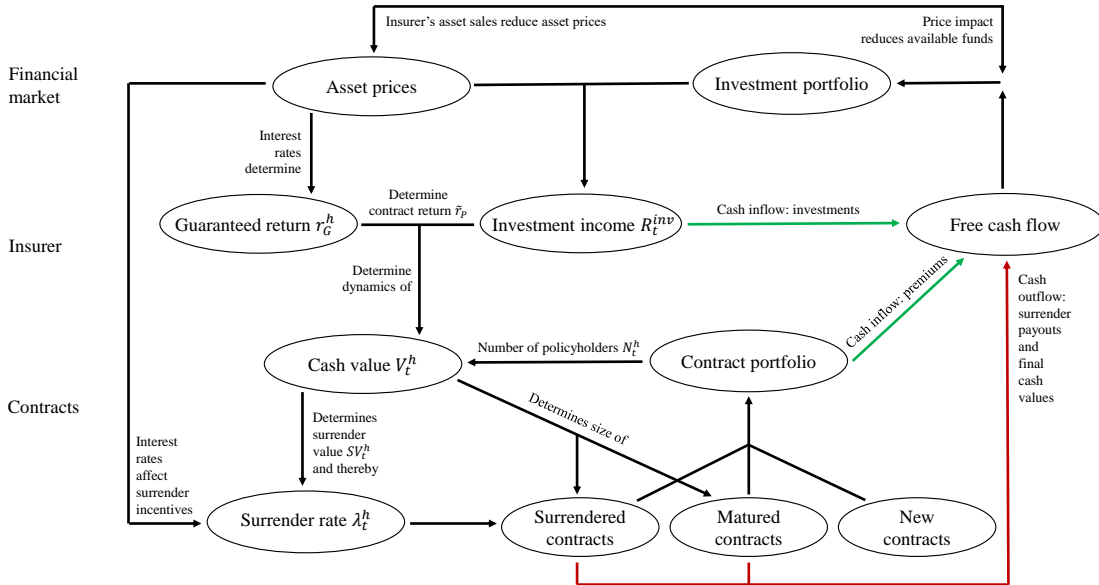 Insurer's asset sales reduce asset prices
Price impact
reduces available funds
Financial
market
Asset prices
Investment portfolio
Interest
rates
determine
Determine
contract return r̃_P
Guaranteed return r_G^h
Investment income R_t^{inv}
Cash inflow: investments
Free cash flow
Insurer
Determine
dynamics of
Cash inflow: premiums
Cash
outflow:
surrender
payouts
and
final
cash
values
Number of policyholders N_t^h
Cash value V_t^h
Contract portfolio
Contracts
Determines size of
Determines
surrender
value SV_t^h
and thereby
Interest
rates
affect
surrender
incentives
Surrender rate λ_t^h
Surrendered
contracts
Matured
contracts
New
contracts